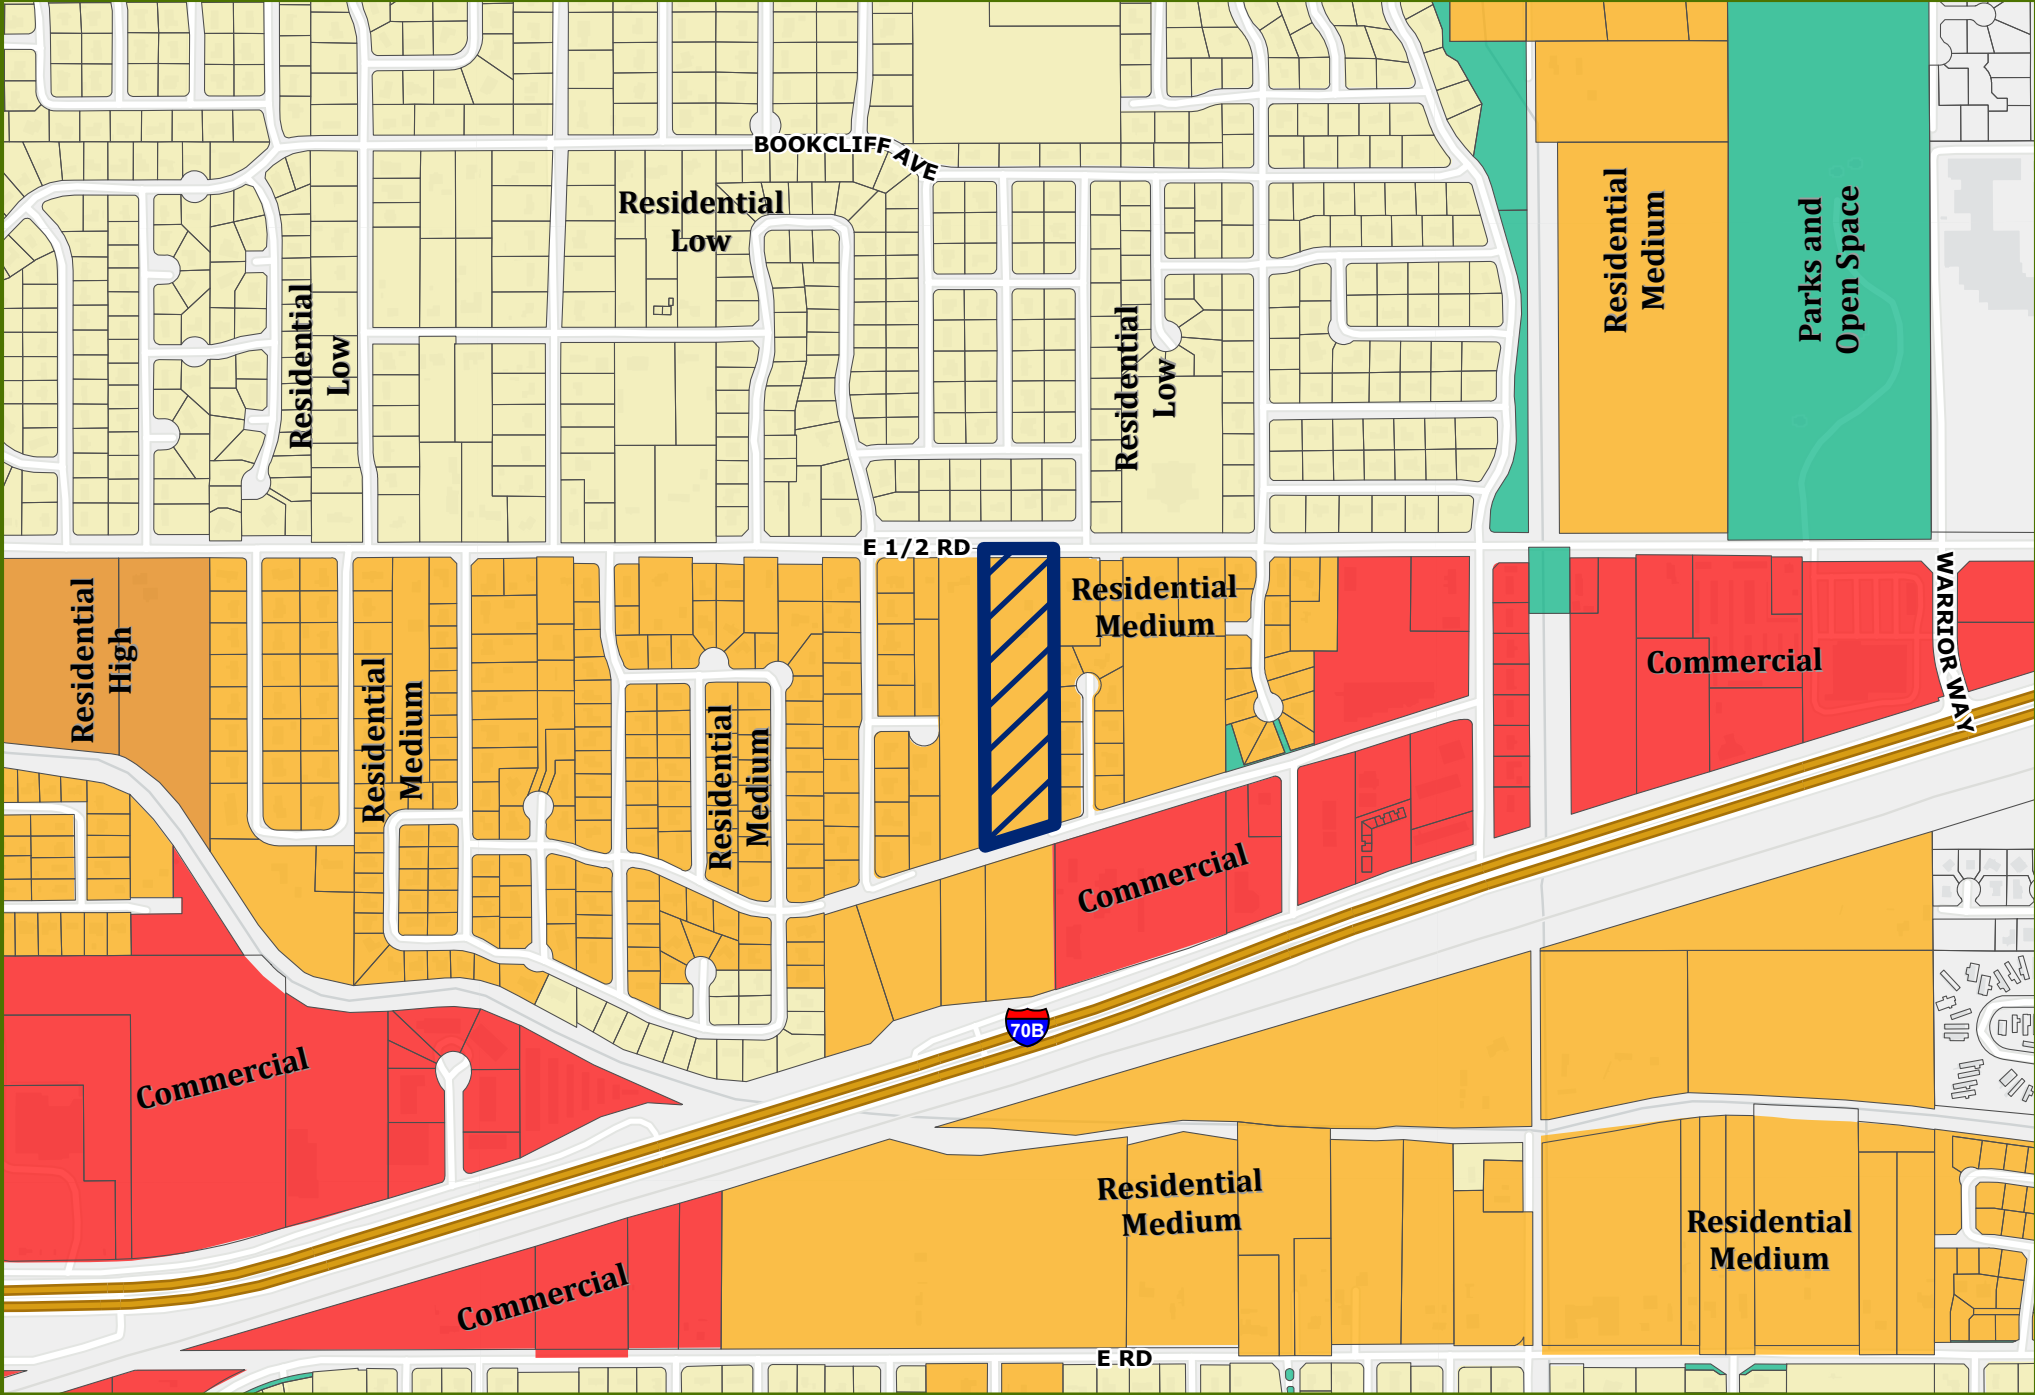 BOOKCLIFF AVE
Residential
Low
Residential
Medium
Parks and
Open Space
Residential
Low
Residential
Low
E 1/2 RD
Residential
High
Residential
Medium
Residential
Medium
Residential
Medium
Commercial
WARRIOR WAY
Commercial
70B
Commercial
Residential
Medium
Residential
Medium
Commercial
E RD